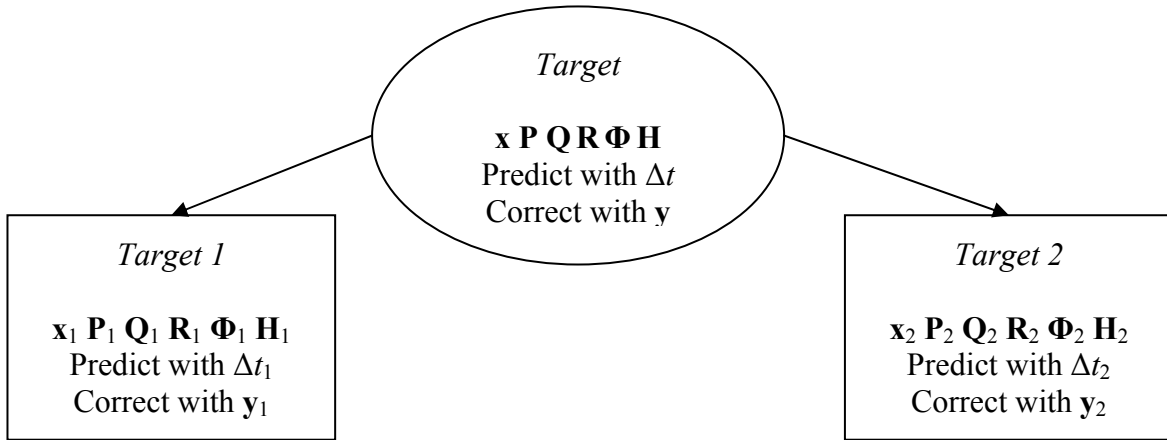 Target
x P Q R Φ H
Predict with Δt
Correct with y
Target 1
x₁ P₁ Q₁ R₁ Φ₁ H₁
Predict with Δt₁
Correct with y₁
Target 2
x₂ P₂ Q₂ R₂ Φ₂ H₂
Predict with Δt₂
Correct with y₂